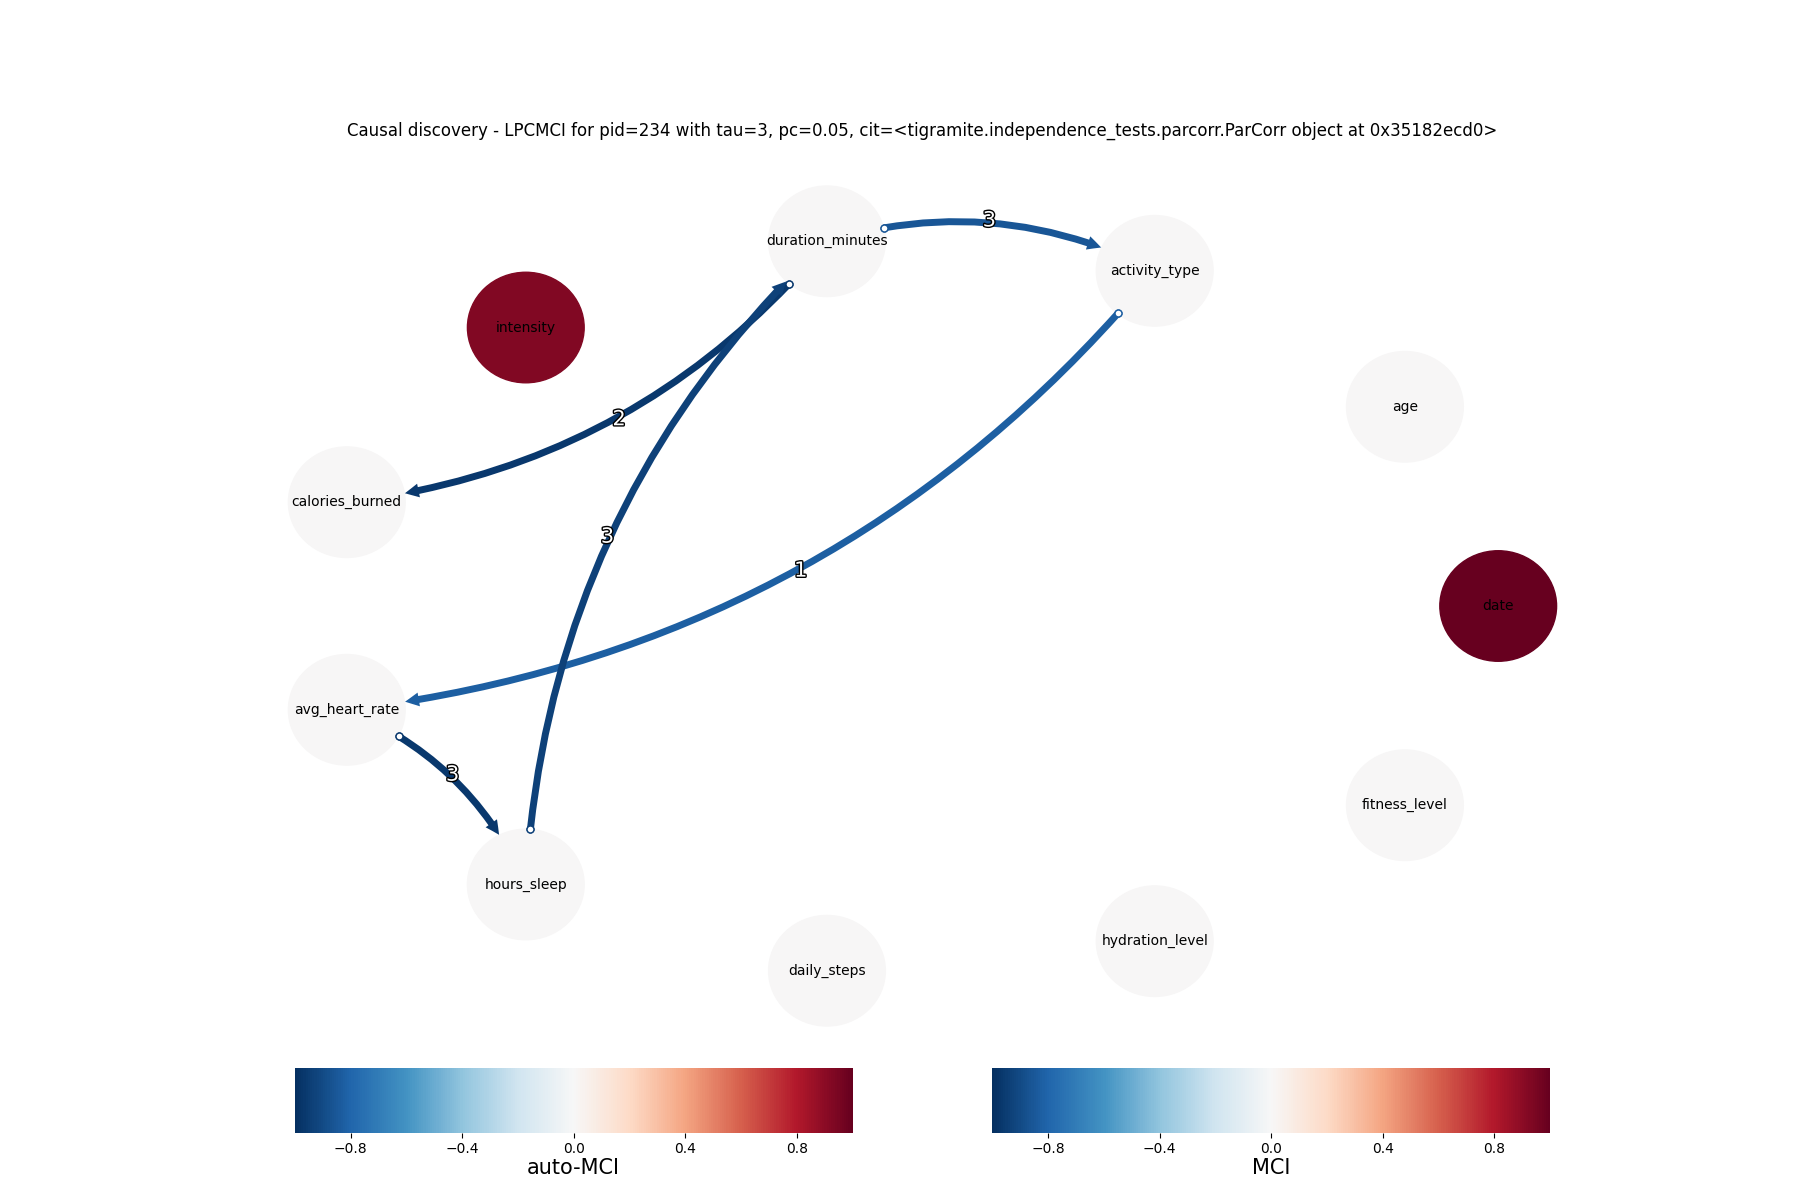 Causal discovery - LPCMCI for pid=234 with tau=3, pc=0.05, cit=<tigramite.independence_tests.parcorr.ParCorr object at 0x35182ecd0>
3
duration_minutes
activity_type
intensity
age
2
calories_burned
3
1
date
avg_heart_rate
3
fitness_level
hours_sleep
hydration_level
daily_steps
−0.8 −0.4 0.0 0.4 0.8
auto-MCI
−0.8 −0.4 0.0 0.4 0.8
MCI